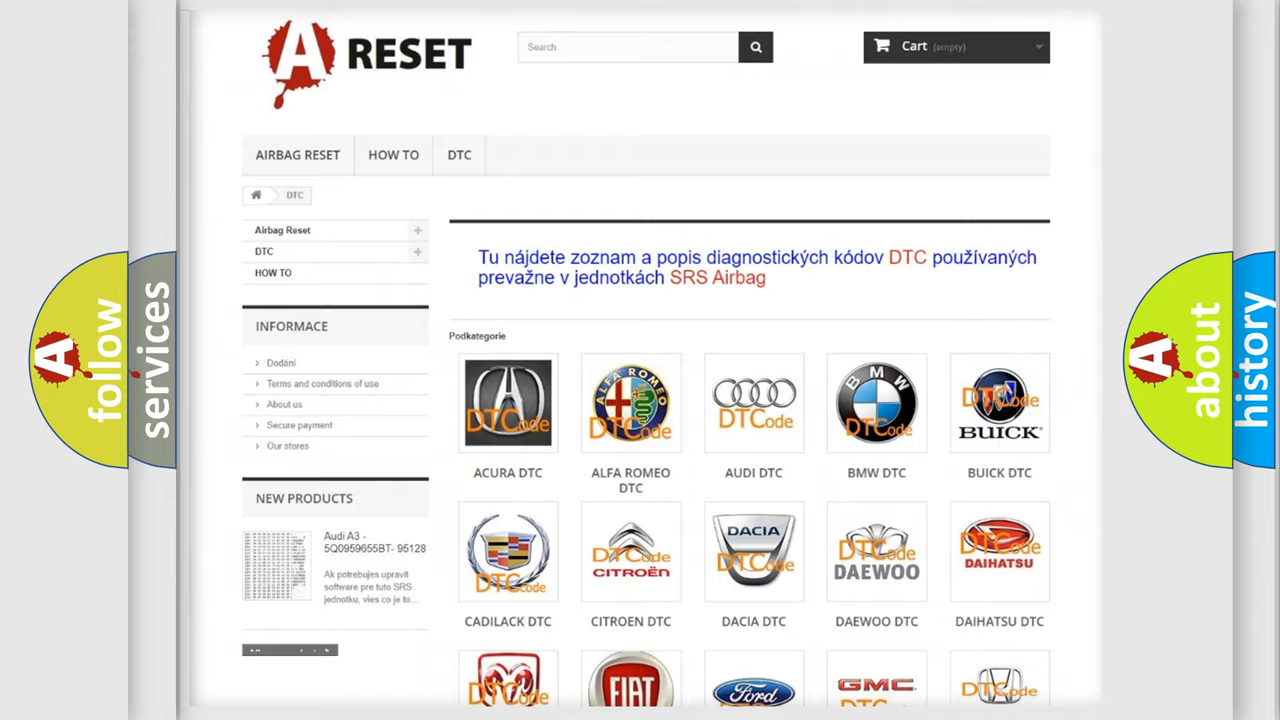 A RESET
Search
Cart (empty)
AIRBAG RESET
HOW TO
DTC
DTC
Airbag Reset
DTC
HOW TO
INFORMACE
Dodání
Terms and conditions of use
About us
Secure payment
Our stores
NEW PRODUCTS
Audi A3 -
5Q0959655BT- 95128
Ak potrebujes upravit
software pre tuto SRS
jednotku, vies co je to...
Tu nájdete zoznam a popis diagnostických kódov DTC používaných
prevažne v jednotkách SRS Airbag
Podkategorie
DTCode
ALFA ROMEO
DTCode
DTCode
BMW
DTCode
DTCode
BUICK
ACURA DTC
ALFA ROMEO
DTC
AUDI DTC
BMW DTC
BUICK DTC
DTCode
DTCode
CITROËN
DACIA
DTCode
DTCode
DAEWOO
DTCode
DAIHATSU
CADILACK DTC
CITROEN DTC
DACIA DTC
DAEWOO DTC
DAIHATSU DTC
DTCode
FIAT
Ford
GMC
DTCode
A follow
services
A about
history